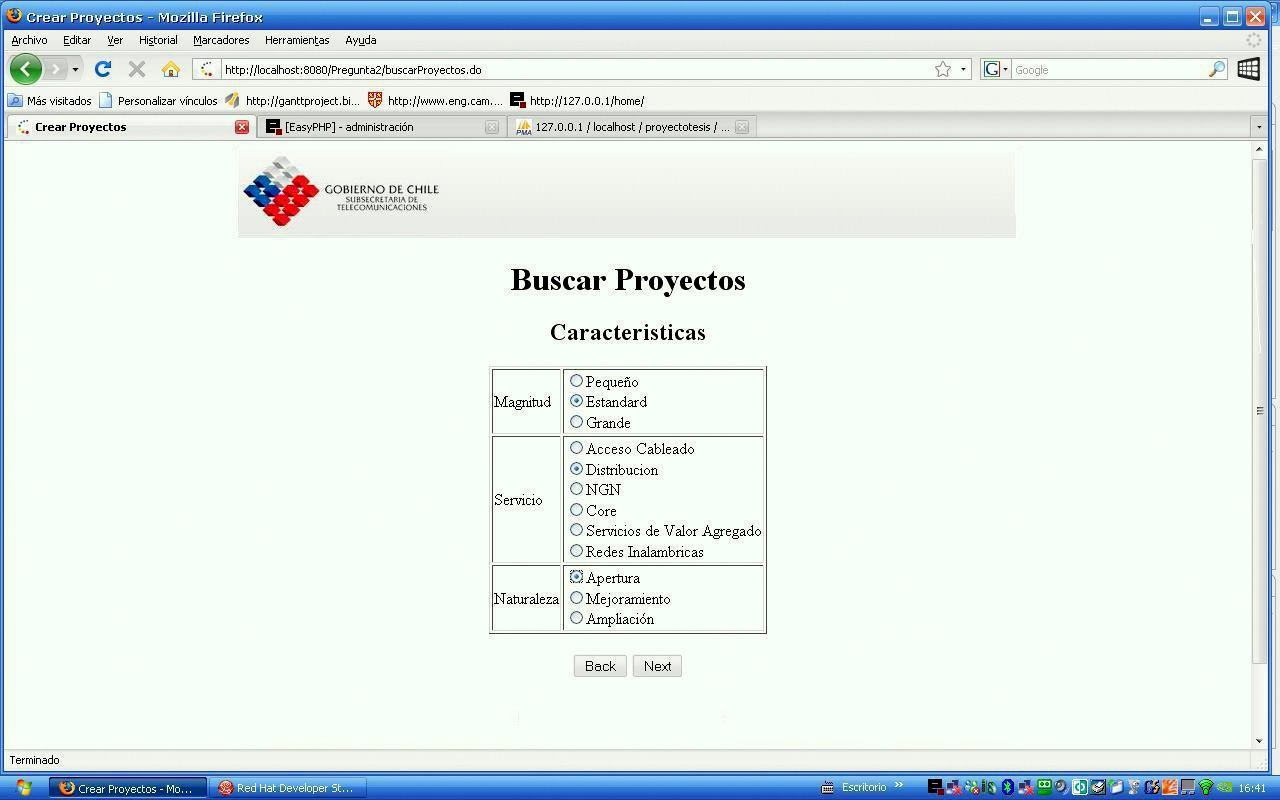 Crear Proyectos - Mozilla Firefox
Archivo Editar Ver Historial Marcadores Herramientas Ayuda
http://localhost:8080/Pregunta2/buscarProyectos.do
G Google
Más visitados Personalizar vínculos http://ganttproject.bi... http://www.eng.cam.... http://127.0.0.1/home/
Crear Proyectos [EasyPHP] - administración PMA 127.0.0.1 / localhost / proyectotesis / ...
GOBIERNO DE CHILE
SUBSECRETARIA DE
TELECOMUNICACIONES
Buscar Proyectos
Caracteristicas
Magnitud
Pequeño
Estandard
Grande
Servicio
Acceso Cableado
Distribucion
NGN
Core
Servicios de Valor Agregado
Redes Inalambricas
Naturaleza
Apertura
Mejoramiento
Ampliación
Back Next
Terminado
Crear Proyectos - Mo... Red Hat Developer St... Escritorio » 16:41